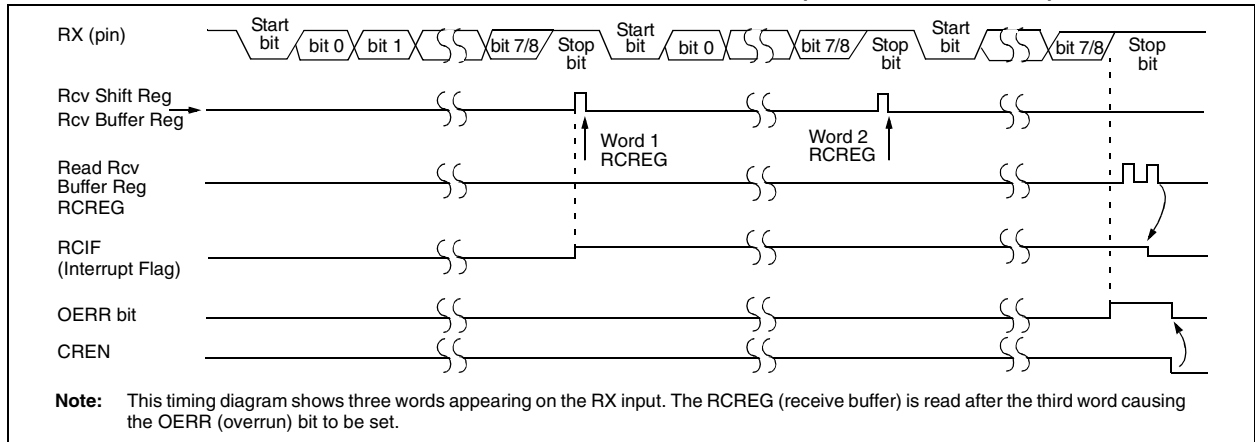 RX (pin)
Start
bit
bit 0
bit 1
bit 7/8
Stop
bit
Start
bit
bit 0
bit 7/8
Stop
bit
Start
bit
bit 7/8
Stop
bit
Rcv Shift Reg
Rcv Buffer Reg
Word 1
RCREG
Word 2
RCREG
Read Rcv
Buffer Reg
RCREG
RCIF
(Interrupt Flag)
OERR bit
CREN
Note: This timing diagram shows three words appearing on the RX input. The RCREG (receive buffer) is read after the third word causing
the OERR (overrun) bit to be set.